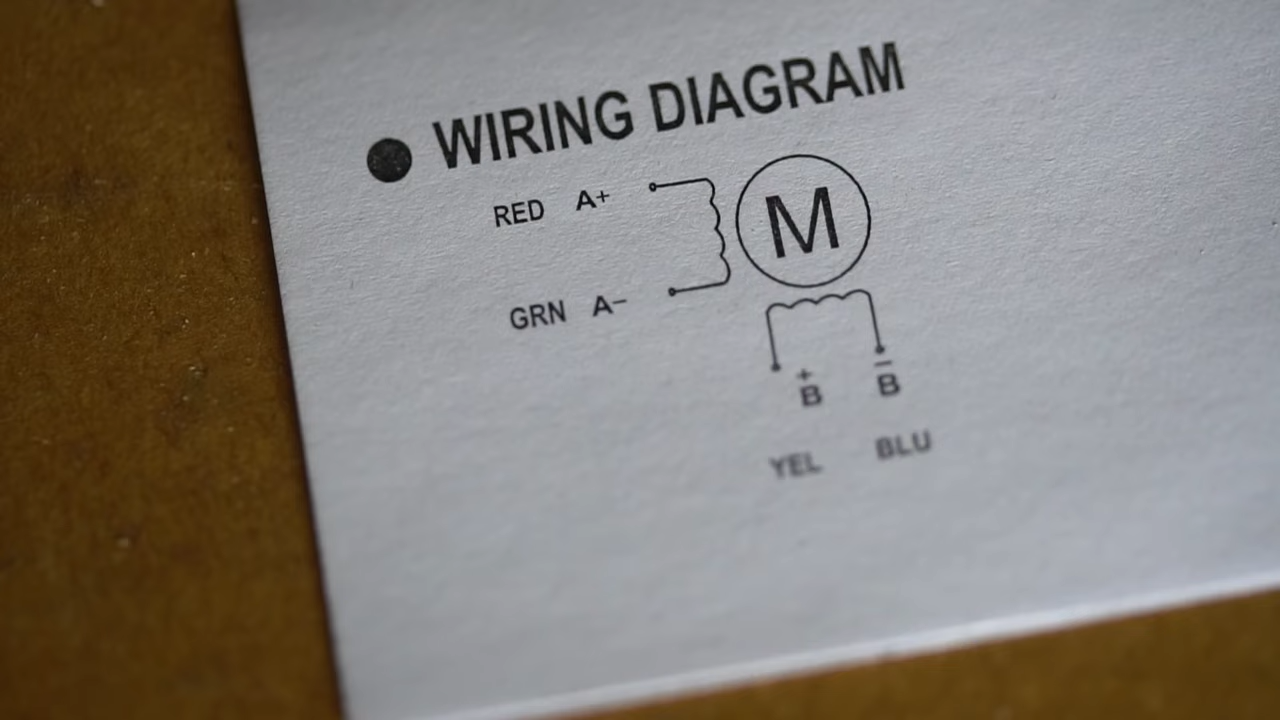 ● WIRING DIAGRAM
RED A+
M
GRN A−
+ −
B B
YEL BLU